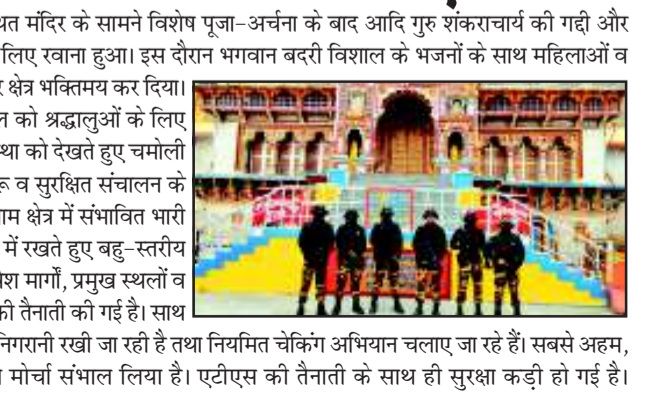 थत मंदिर के सामने विशेष पूजा-अर्चना के बाद आदि गुरु शंकराचार्य की गद्दी और
लिए रवाना हुआ। इस दौरान भगवान बदरी विशाल के भजनों के साथ महिलाओं व
क्षेत्र भक्तिमय कर दिया।
को श्रद्धालुओं के लिए
था को देखते हुए चमोली
व सुरक्षित संचालन के
ाम क्षेत्र में संभावित भारी
में रखते हुए बहु-स्तरीय
ेश मार्गों, प्रमुख स्थलों व
की तैनाती की गई है। साथ
निगरानी रखी जा रही है तथा नियमित चेकिंग अभियान चलाए जा रहे हैं। सबसे अहम,
मोर्चा संभाल लिया है। एटीएस की तैनाती के साथ ही सुरक्षा कड़ी हो गई है।